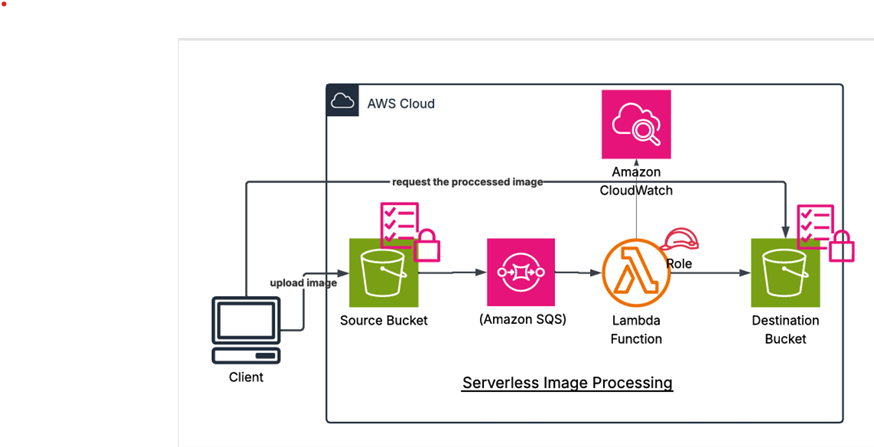 AWS Cloud
Amazon
CloudWatch
request the proccessed image
Role
upload image
Source Bucket
(Amazon SQS)
Lambda
Function
Destination
Bucket
Client
Serverless Image Processing